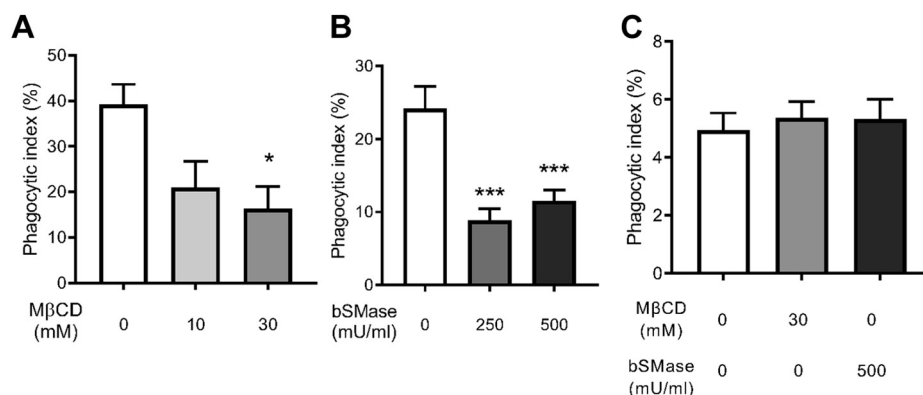 A
Phagocytic index (%)
50
40
30
20
10
0
*
MβCD
(mM)
0 10 30
B
Phagocytic index (%)
30
20
10
0
*** ***
bSMase
(mU/ml)
0 250 500
C
Phagocytic index (%)
8
6
4
2
0
MβCD
(mM)
0 30 0
bSMase
(mU/ml)
0 0 500